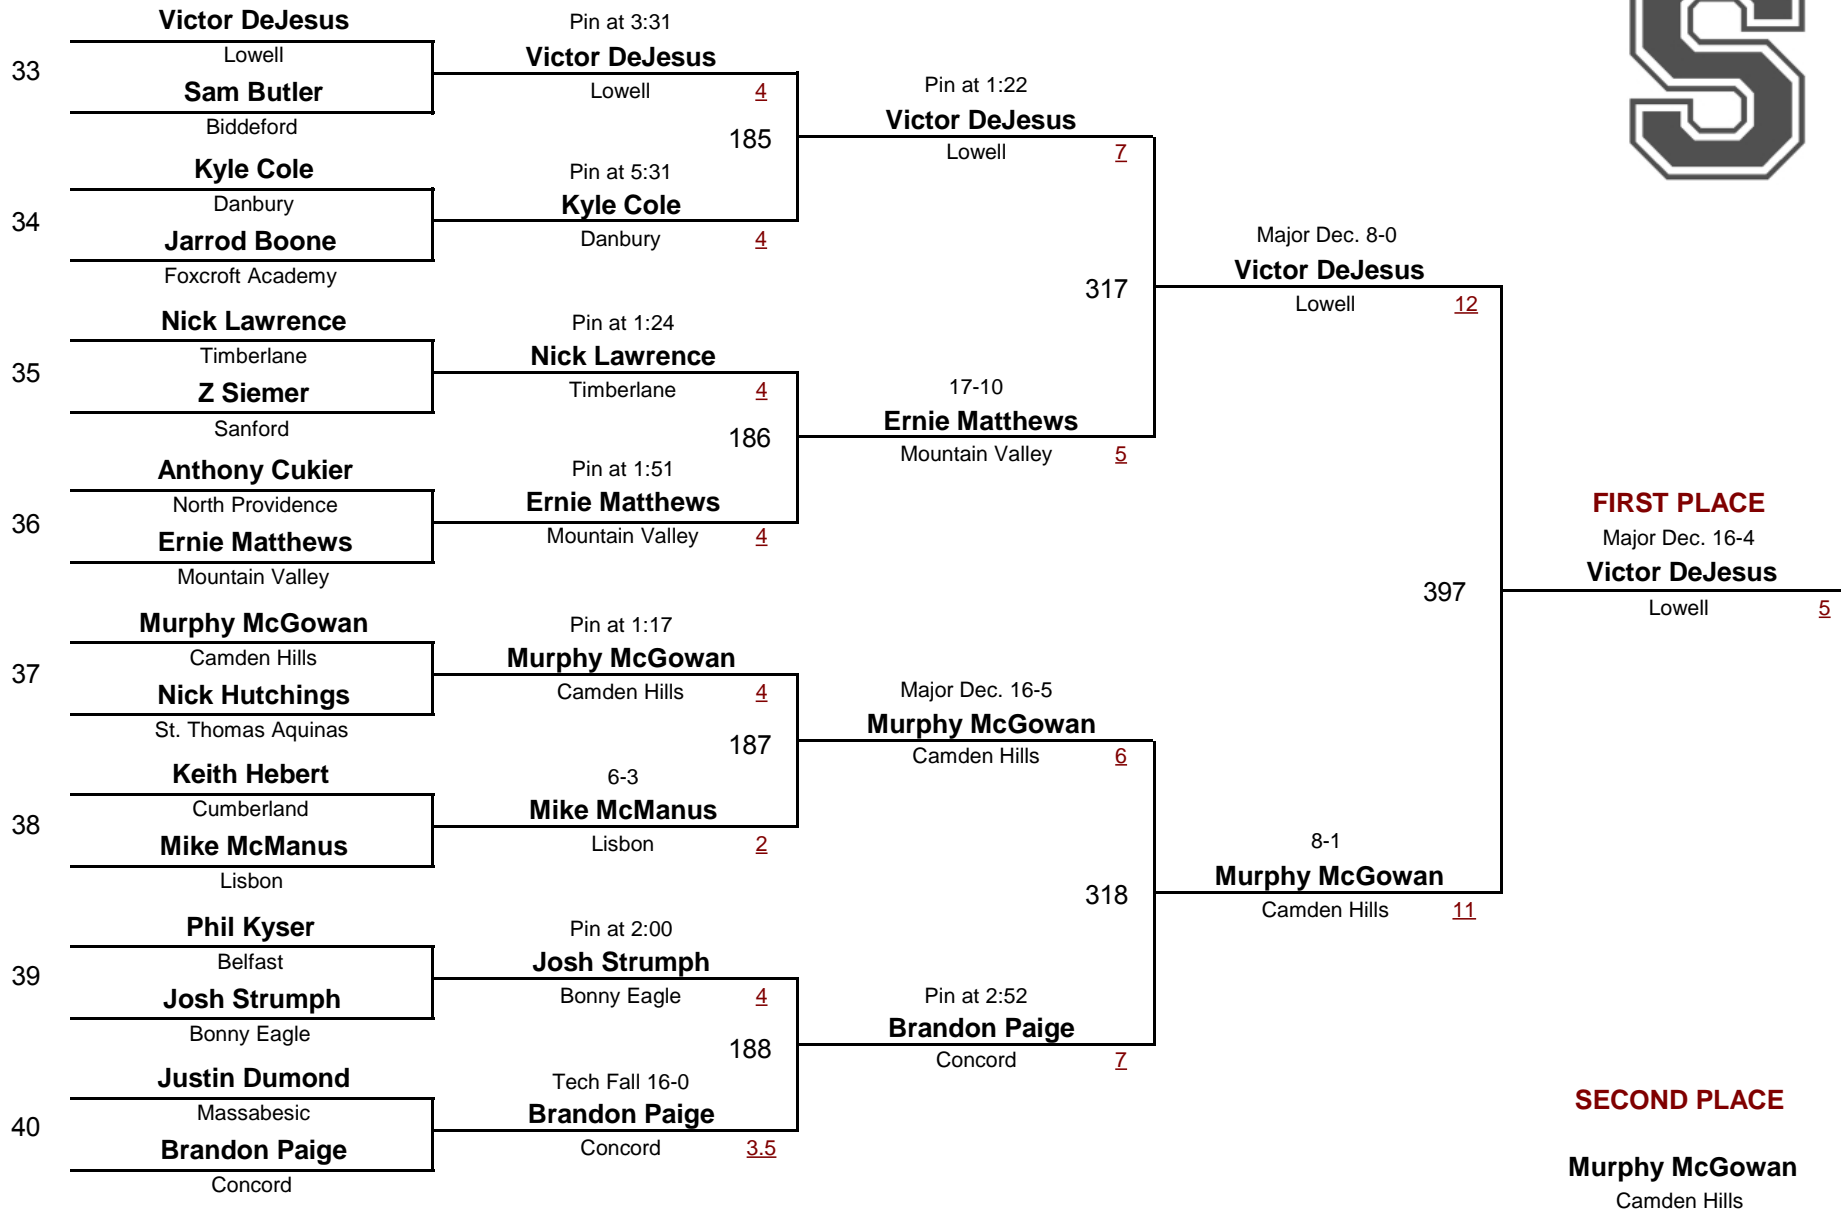 Victor DeJesus
Lowell
33
Sam Butler
Biddeford
Kyle Cole
Danbury
34
Jarrod Boone
Foxcroft Academy
Nick Lawrence
Timberlane
35
Z Siemer
Sanford
Anthony Cukier
North Providence
36
Ernie Matthews
Mountain Valley
Murphy McGowan
Camden Hills
37
Nick Hutchings
St. Thomas Aquinas
Keith Hebert
Cumberland
38
Mike McManus
Lisbon
Phil Kyser
Belfast
39
Josh Strumph
Bonny Eagle
Justin Dumond
Massabesic
40
Brandon Paige
Concord
Pin at 3:31
Victor DeJesus
Lowell 4
185
Pin at 5:31
Kyle Cole
Danbury 4
Pin at 1:24
Nick Lawrence
Timberlane 4
186
Pin at 1:51
Ernie Matthews
Mountain Valley 4
Pin at 1:17
Murphy McGowan
Camden Hills 4
187
6-3
Mike McManus
Lisbon 2
Pin at 2:00
Josh Strumph
Bonny Eagle 4
188
Tech Fall 16-0
Brandon Paige
Concord 3.5
Pin at 1:22
Victor DeJesus
Lowell 7
317
17-10
Ernie Matthews
Mountain Valley 5
Major Dec. 16-5
Murphy McGowan
Camden Hills 6
318
Pin at 2:52
Brandon Paige
Concord 7
Major Dec. 8-0
Victor DeJesus
Lowell 12
397
8-1
Murphy McGowan
Camden Hills 11
S
FIRST PLACE
Major Dec. 16-4
Victor DeJesus
Lowell 5
SECOND PLACE
Murphy McGowan
Camden Hills